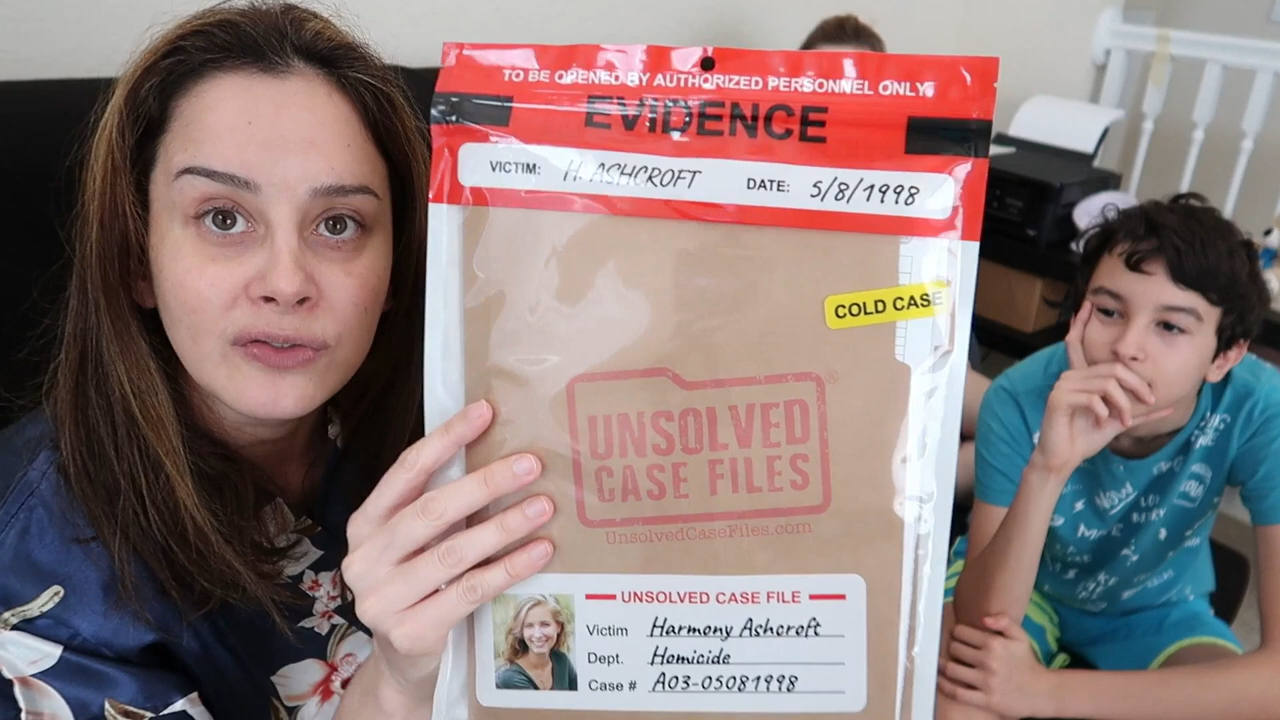 TO BE OPENED BY AUTHORIZED PERSONNEL ONLY.
EVIDENCE
VICTIM: H. ASHCROFT DATE: 5/8/1998
COLD CASE
UNSOLVED
CASE FILES
UnsolvedCaseFiles.com
UNSOLVED CASE FILE
Victim Harmony Ashcroft
Dept. Homicide
Case # A03-05081998